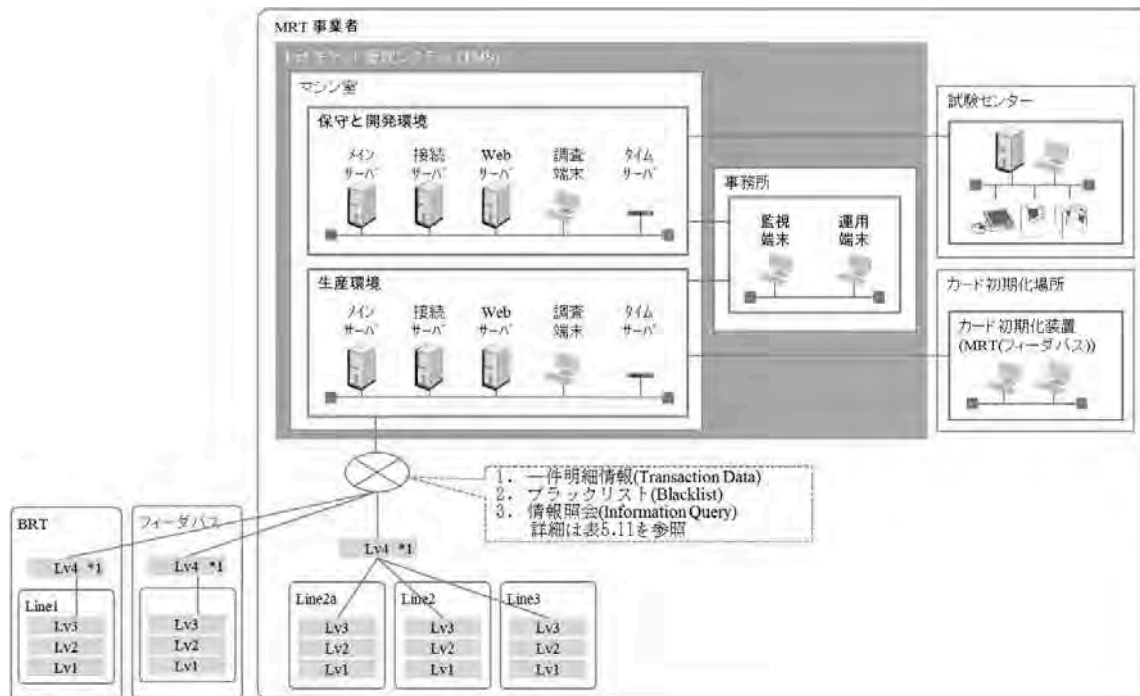 MRT 事業者
マシン室
保守と開発環境
メイン
サーバ
接続
サーバ
Web
サーバ
調査
端末
タイム
サーバ
生産環境
メイン
サーバ
接続
サーバ
Web
サーバ
調査
端末
タイム
サーバ
事務所
監視
端末
運用
端末
試験センター
カード初期化場所
カード初期化装置
(MRT(フィーダバス))
1. 一件明細情報(Transaction Data)
2. ブラックリスト(Blacklist)
3. 情報照会(Information Query)
詳細は表5.11を参照
BRT
Lv4 *1
Line1
Lv3
Lv2
Lv1
フィーダバス
Lv4 *1
Lv3
Lv2
Lv1
Lv4 *1
Line2a
Lv3
Lv2
Lv1
Line2
Lv3
Lv2
Lv1
Line3
Lv3
Lv2
Lv1